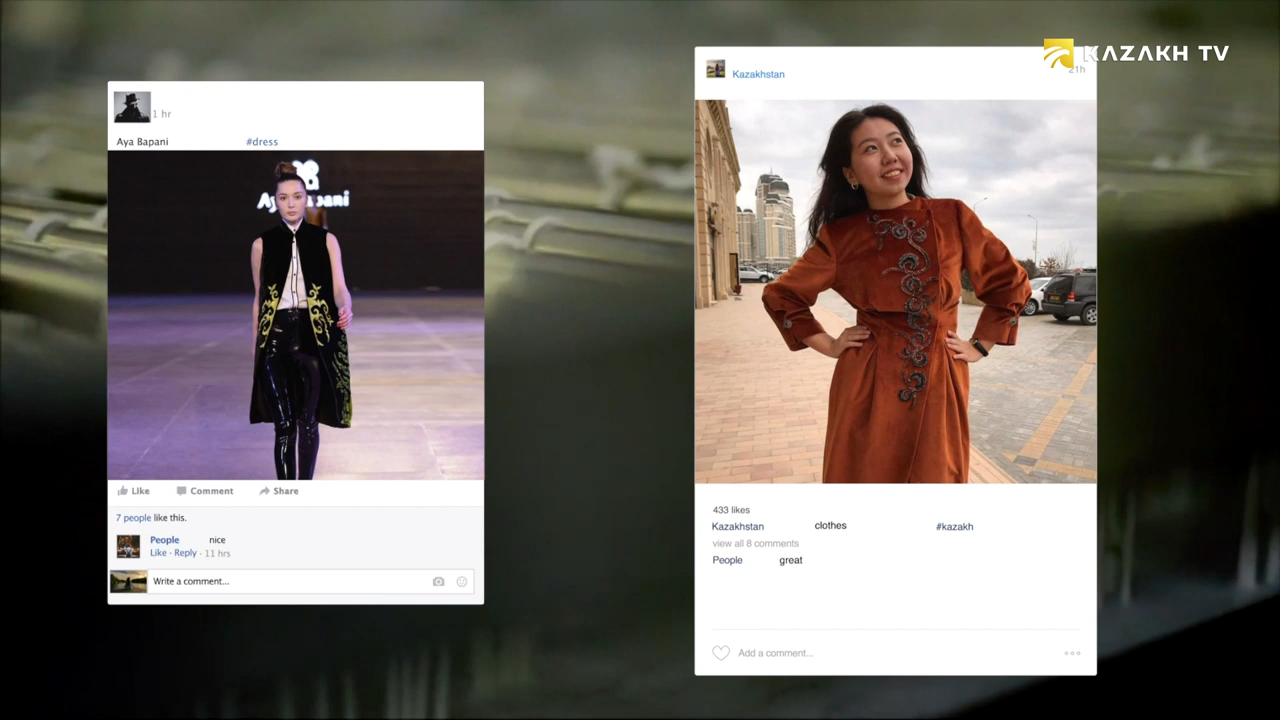 KAZAKH TV
1 hr
Aya Bapani #dress
Like Comment Share
7 people like this.
People nice
Like · Reply · 11 hrs
Write a comment...
Kazakhstan
21h
433 likes
Kazakhstan clothes #kazakh
view all 8 comments
People great
Add a comment...